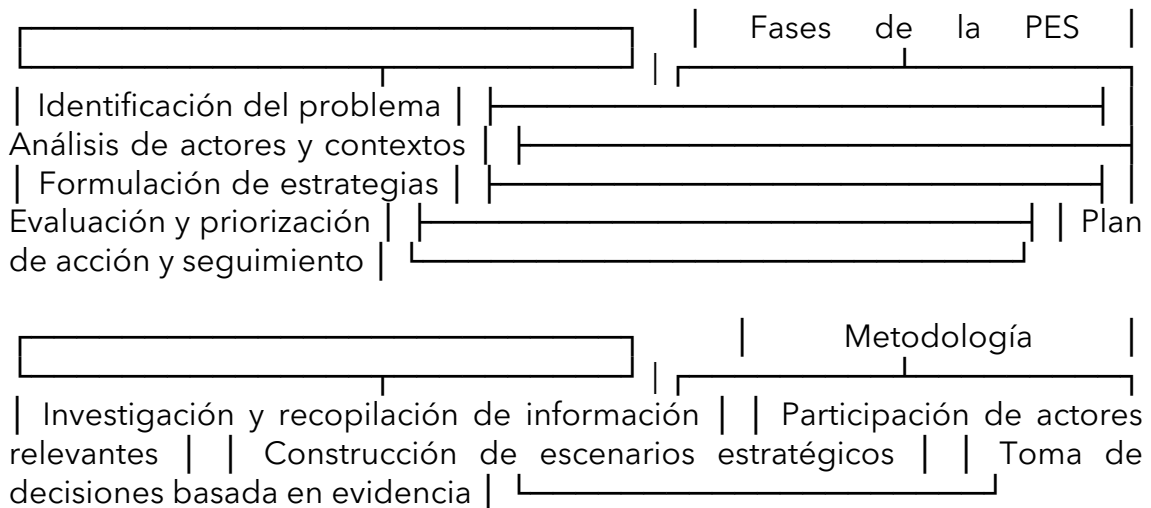 Fases de la PES
Identificación del problema
Análisis de actores y contextos
Formulación de estrategias
Evaluación y priorización
Plan
de acción y seguimiento
Metodología
Investigación y recopilación de información | | Participación de actores
relevantes | | Construcción de escenarios estratégicos | | Toma de
decisiones basada en evidencia